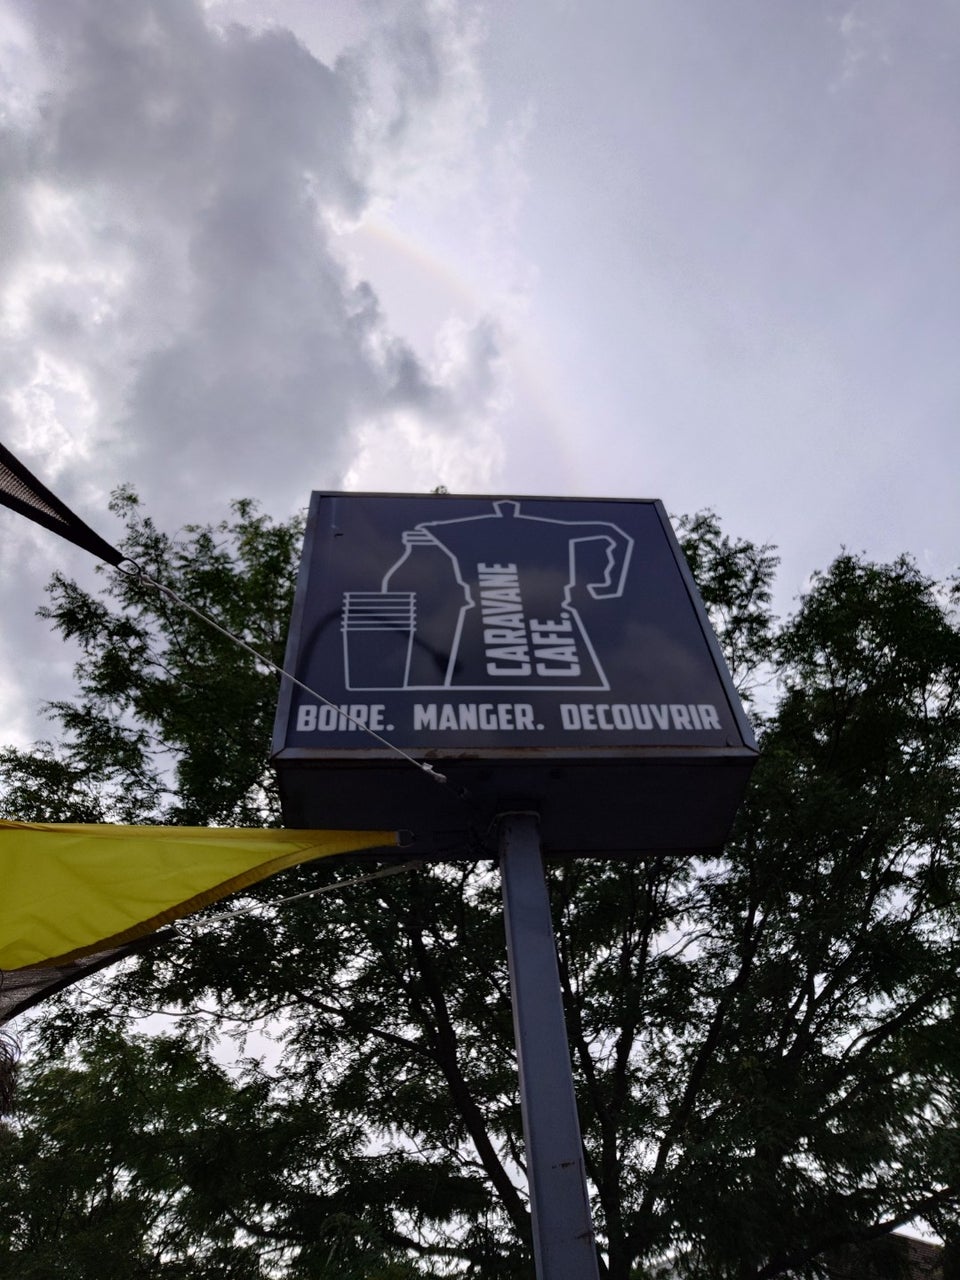 CARAVANE
CAFE.
BOIRE. MANGER. DECOUVRIR